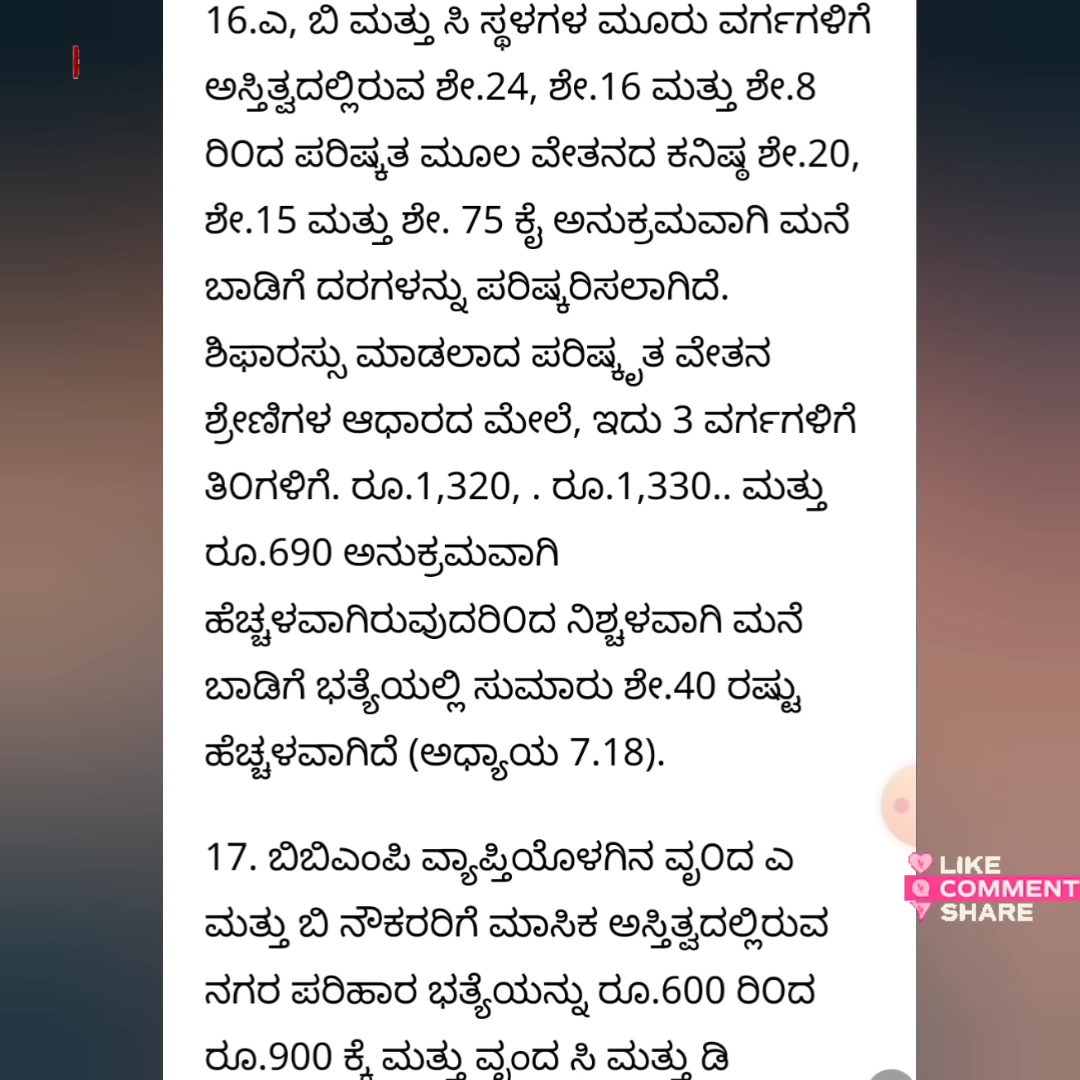 16.ಎ, ಬಿ ಮತ್ತು ಸಿ ಸ್ಥಳಗಳ ಮೂರು ವರ್ಗಗಳಿಗೆ
ಅಸ್ತಿತ್ವದಲ್ಲಿರುವ ಶೇ.24, ಶೇ.16 ಮತ್ತು ಶೇ.8
ರಿಂದ ಪರಿಷ್ಕತ ಮೂಲ ವೇತನದ ಕನಿಷ್ಠ ಶೇ.20,
ಶೇ.15 ಮತ್ತು ಶೇ. 75 ಕೈ ಅನುಕ್ರಮವಾಗಿ ಮನೆ
ಬಾಡಿಗೆ ದರಗಳನ್ನು ಪರಿಷ್ಕರಿಸಲಾಗಿದೆ.
ಶಿಫಾರಸ್ಸು ಮಾಡಲಾದ ಪರಿಷ್ಕೃತ ವೇತನ
ಶ್ರೇಣಿಗಳ ಆಧಾರದ ಮೇಲೆ, ಇದು 3 ವರ್ಗಗಳಿಗೆ
ತಿಂಗಳಿಗೆ. ರೂ.1,320, . ರೂ.1,330.. ಮತ್ತು
ರೂ.690 ಅನುಕ್ರಮವಾಗಿ
ಹೆಚ್ಚಳವಾಗಿರುವುದರಿಂದ ನಿಶ್ಚಳವಾಗಿ ಮನೆ
ಬಾಡಿಗೆ ಭತ್ಯೆಯಲ್ಲಿ ಸುಮಾರು ಶೇ.40 ರಷ್ಟು
ಹೆಚ್ಚಳವಾಗಿದೆ (ಅಧ್ಯಾಯ 7.18).
17. ಬಿಬಿಎಂಪಿ ವ್ಯಾಪ್ತಿಯೊಳಗಿನ ವೃಂದ ಎ
ಮತ್ತು ಬಿ ನೌಕರರಿಗೆ ಮಾಸಿಕ ಅಸ್ತಿತ್ವದಲ್ಲಿರುವ
ನಗರ ಪರಿಹಾರ ಭತ್ಯೆಯನ್ನು ರೂ.600 ರಿಂದ
ರೂ.900 ಕ್ಕೆ ಮತ್ತು ವೃಂದ ಸಿ ಮತ್ತು ಡಿ
LIKE
COMMENT
SHARE